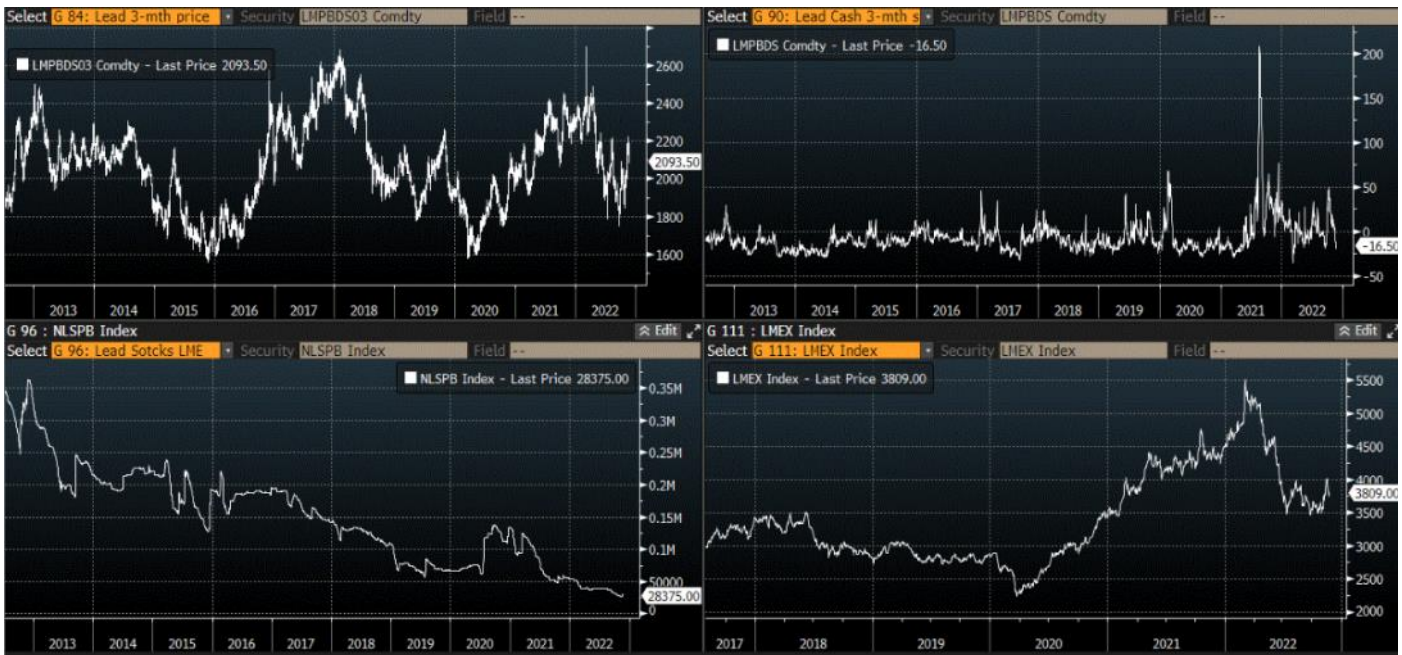 Select G 84: Lead 3-mth price Security LMPBDS03 Comdty Field --
LMPBDS03 Comdty - Last Price 2093.50
2600
2400
2200
2093.50
2000
1800
1600
2013 2014 2015 2016 2017 2018 2019 2020 2021 2022
Select G 90: Lead Cash 3-mth s Security LMPBDS Comdty Field --
LMPBDS Comdty - Last Price -16.50
200
150
100
50
0
-16.50
-50
2013 2014 2015 2016 2017 2018 2019 2020 2021 2022
G 96 : NLSPB Index Edit
Select G 96: Lead Sotcks LME Security NLSPB Index Field --
NLSPB Index - Last Price 28375.00
0.35M
0.3M
0.25M
0.2M
0.15M
0.1M
50000
28375.00
0
2013 2014 2015 2016 2017 2018 2019 2020 2021 2022
G 111 : LMEX Index Edit
Select G 111: LMEX Index Security LMEX Index Field --
LMEX Index - Last Price 3809.00
5500
5000
4500
4000
3809.00
3500
3000
2500
2000
2017 2018 2019 2020 2021 2022